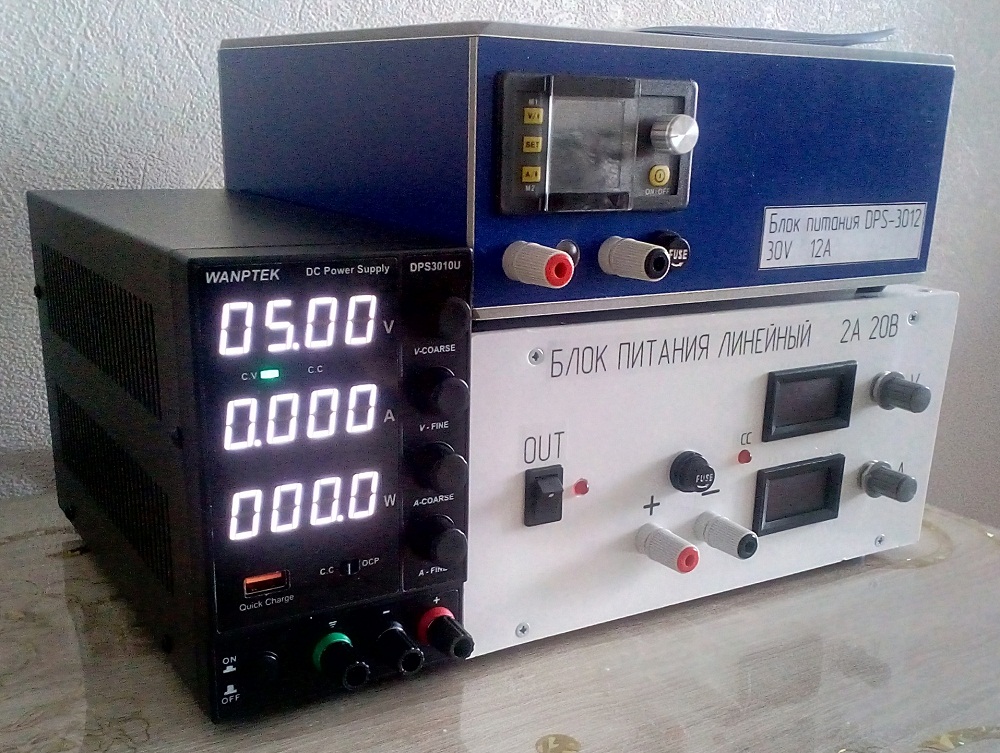 M1
V/⬍
SET
A/⬍
M2
ON/OFF
FUSE
Блок питания DPS-3012
30V 12A
WANPTEK DC Power Supply DPS3010U
05.00 V
C.V C.C
0.000 A
000.0 W
V-COARSE
V - FINE
A-COARSE
A - FINE
C.C OCP
Quick Charge
- +
ON
OFF
БЛОК ПИТАНИЯ ЛИНЕЙНЫЙ 2А 20В
V
OUT
CC
A
FUSE
+ -